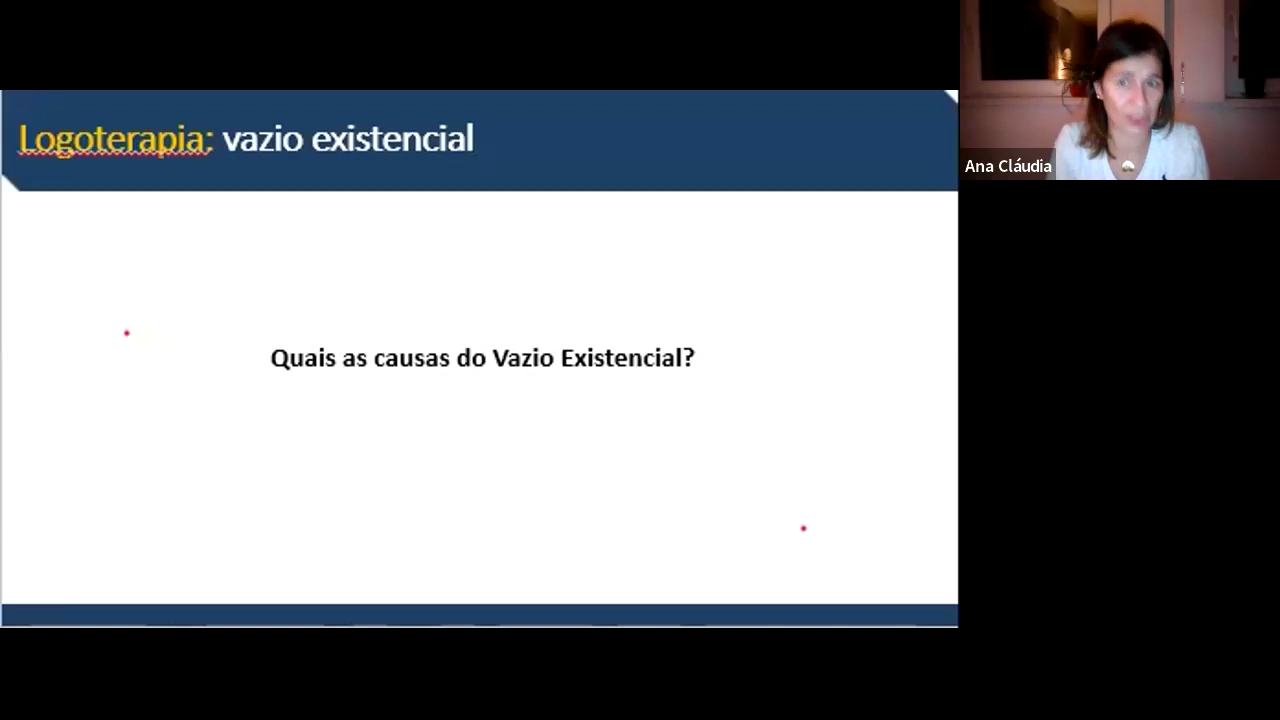 Logoterapia: vazio existencial
Ana Cláudia
Quais as causas do Vazio Existencial?